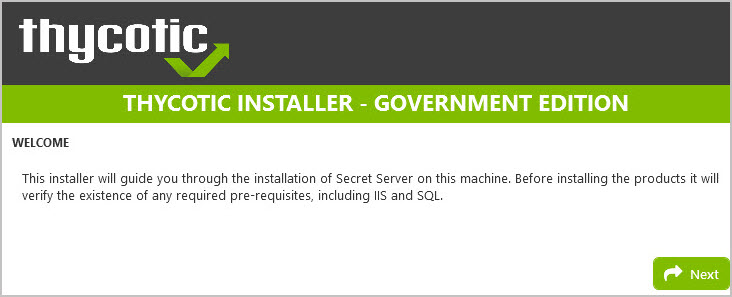 thycotic
THYCOTIC INSTALLER - GOVERNMENT EDITION
WELCOME
This installer will guide you through the installation of Secret Server on this machine. Before installing the products it will
verify the existence of any required pre-requisites, including IIS and SQL.
Next